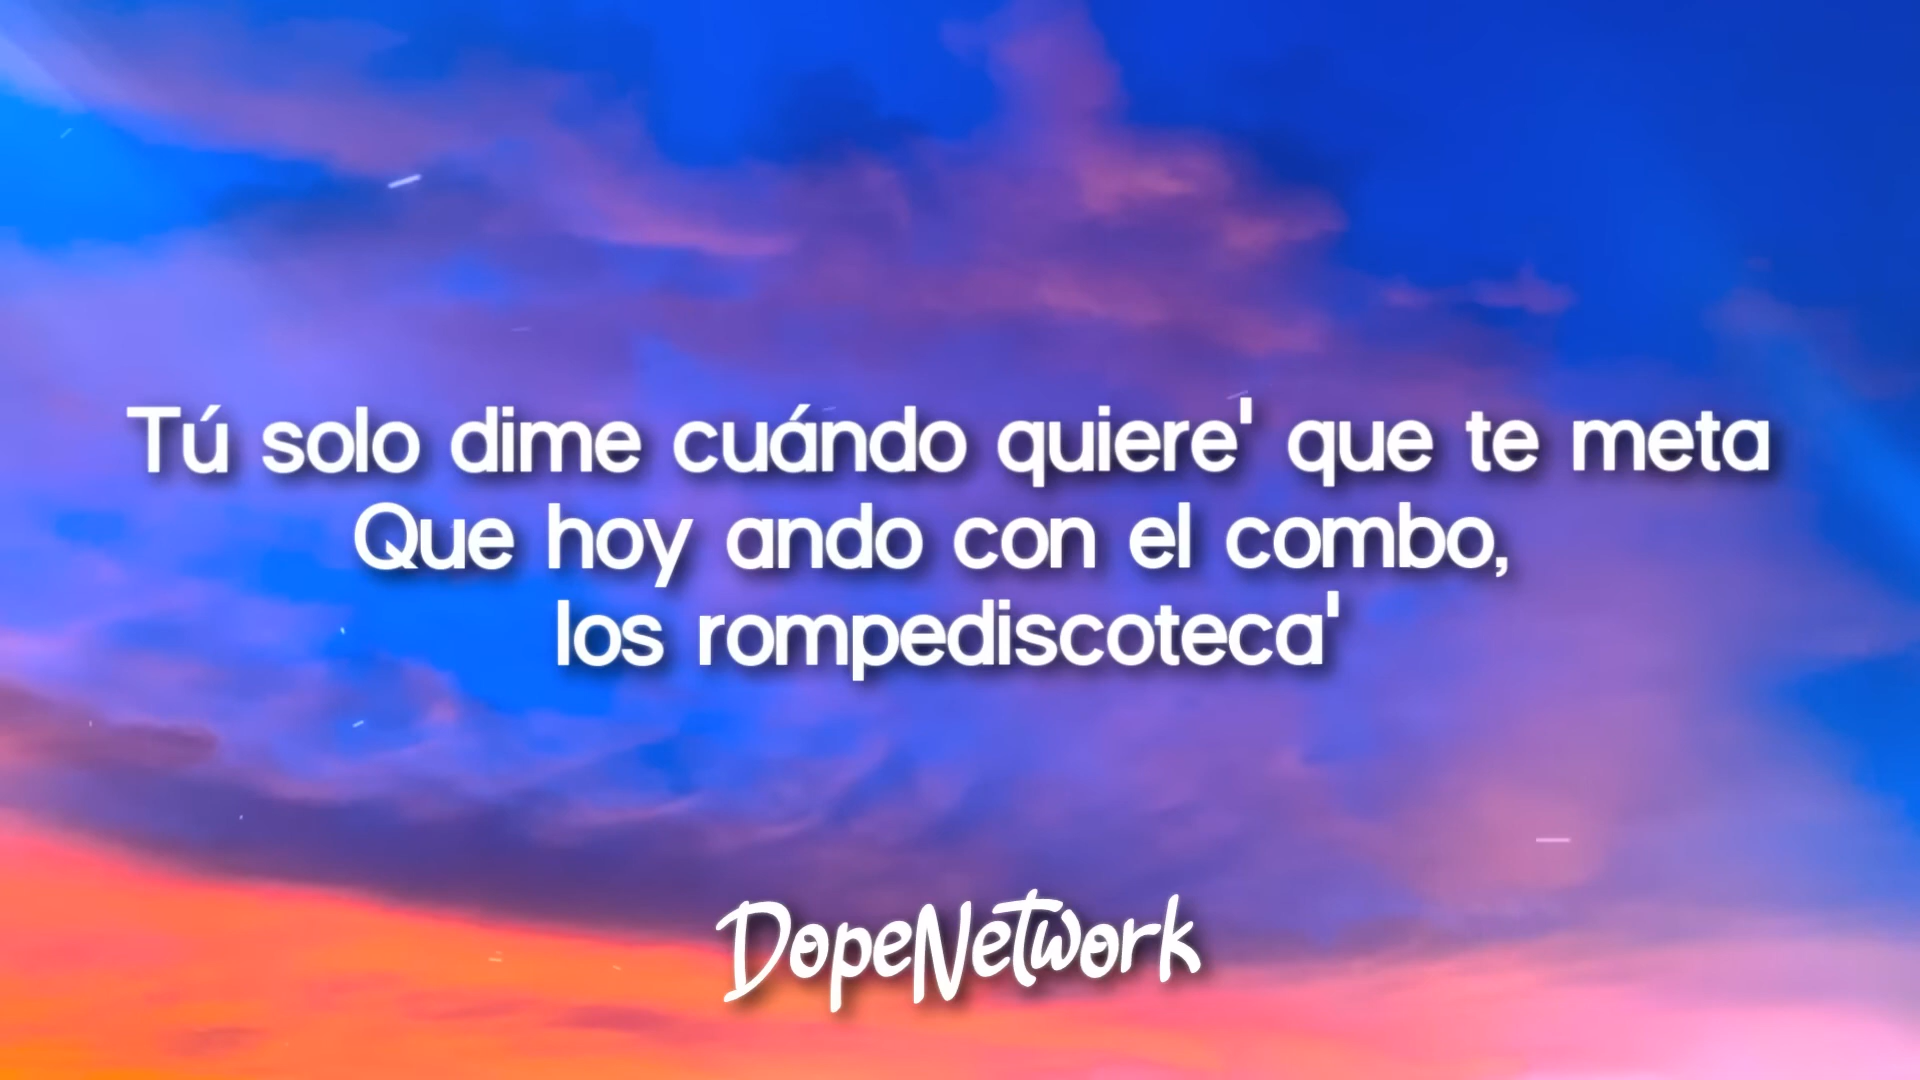 Tú solo dime cuándo quiere' que te meta
Que hoy ando con el combo,
los rompediscoteca'
DopeNetwork